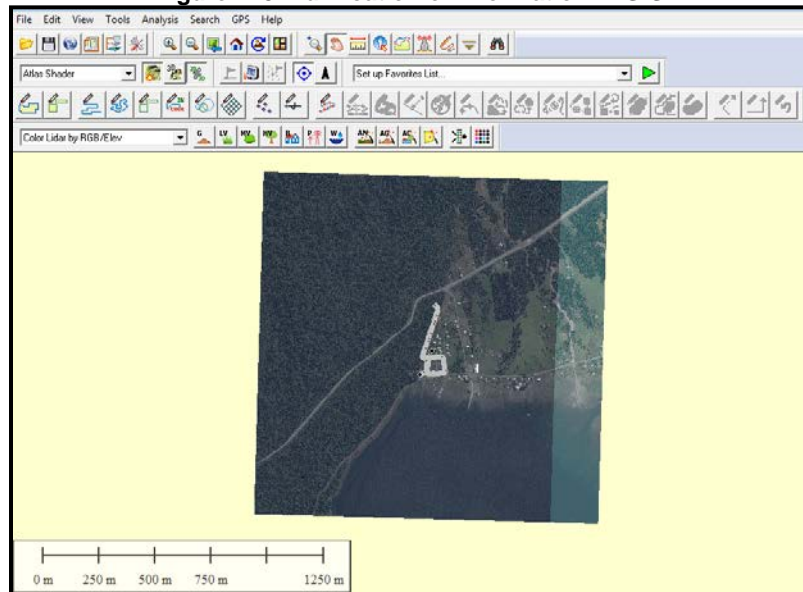 File Edit View Tools Analysis Search GPS Help
Atlas Shader
Set up Favorites List...
Color Lidar by RGB/Elev
0 m 250 m 500 m 750 m 1250 m